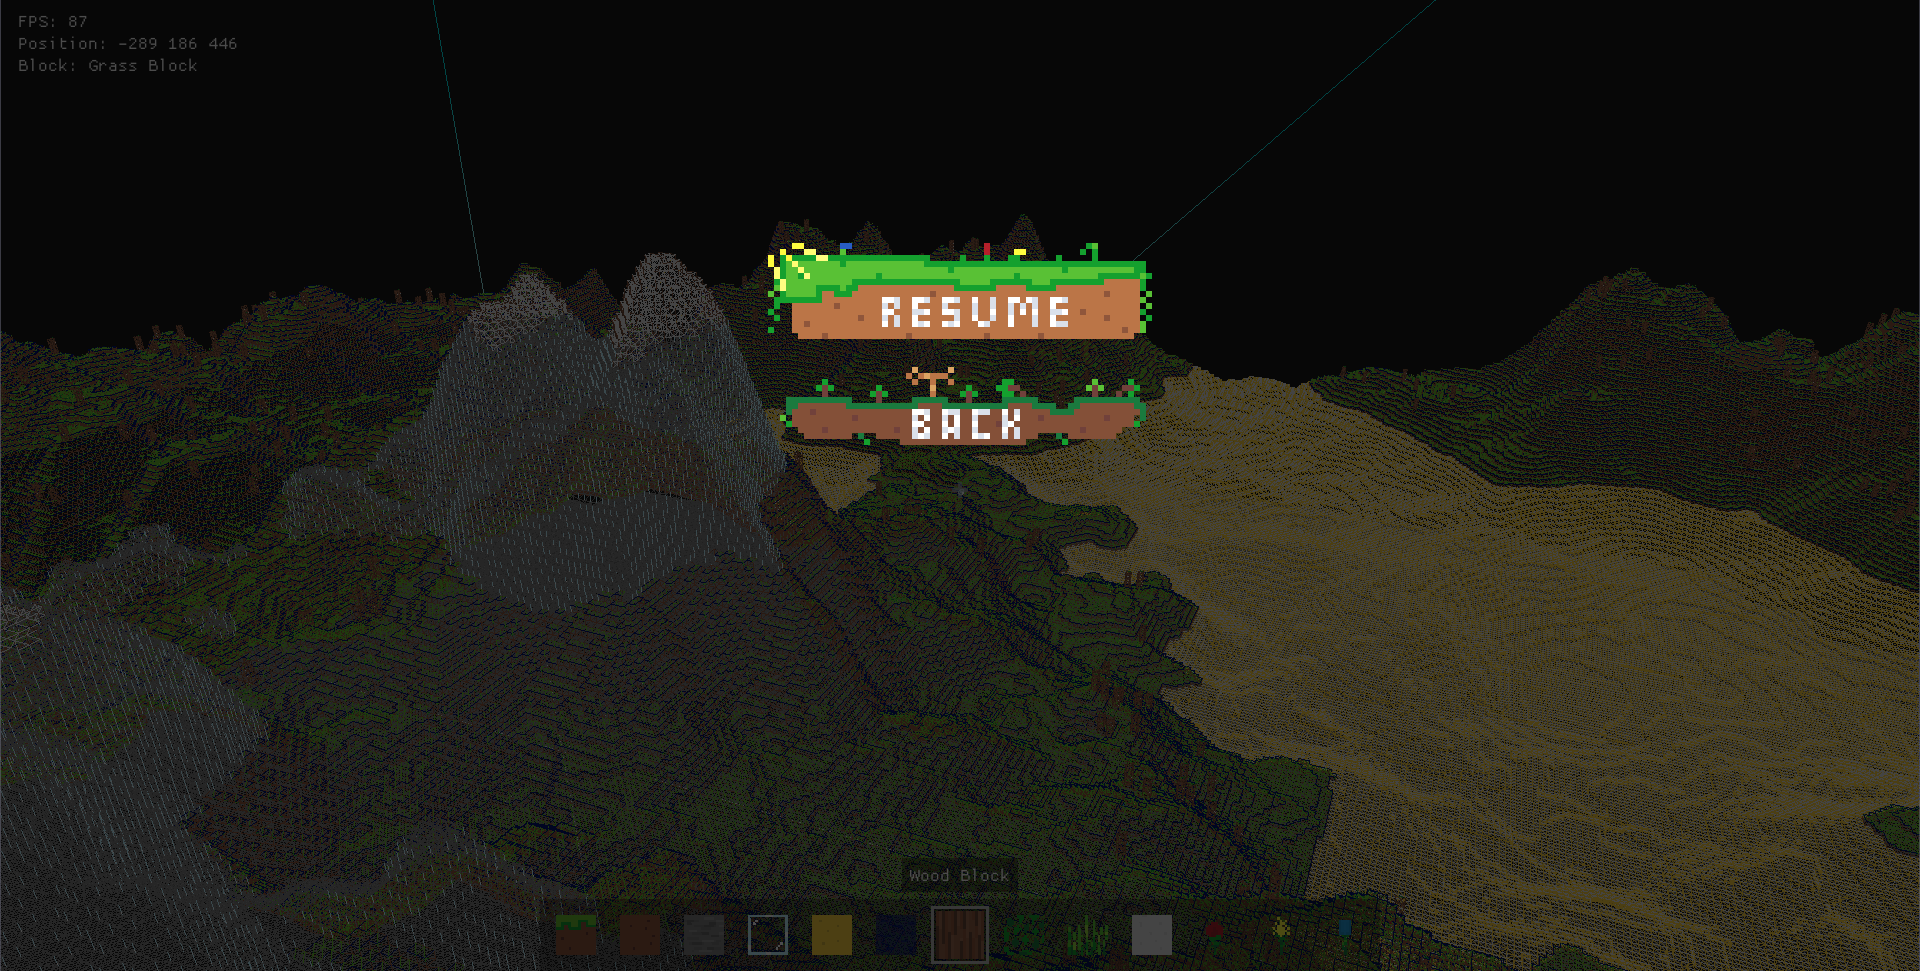 FPS: 87
Position: -289 186 446
Block: Grass Block
RESUME
BACK
Wood Block